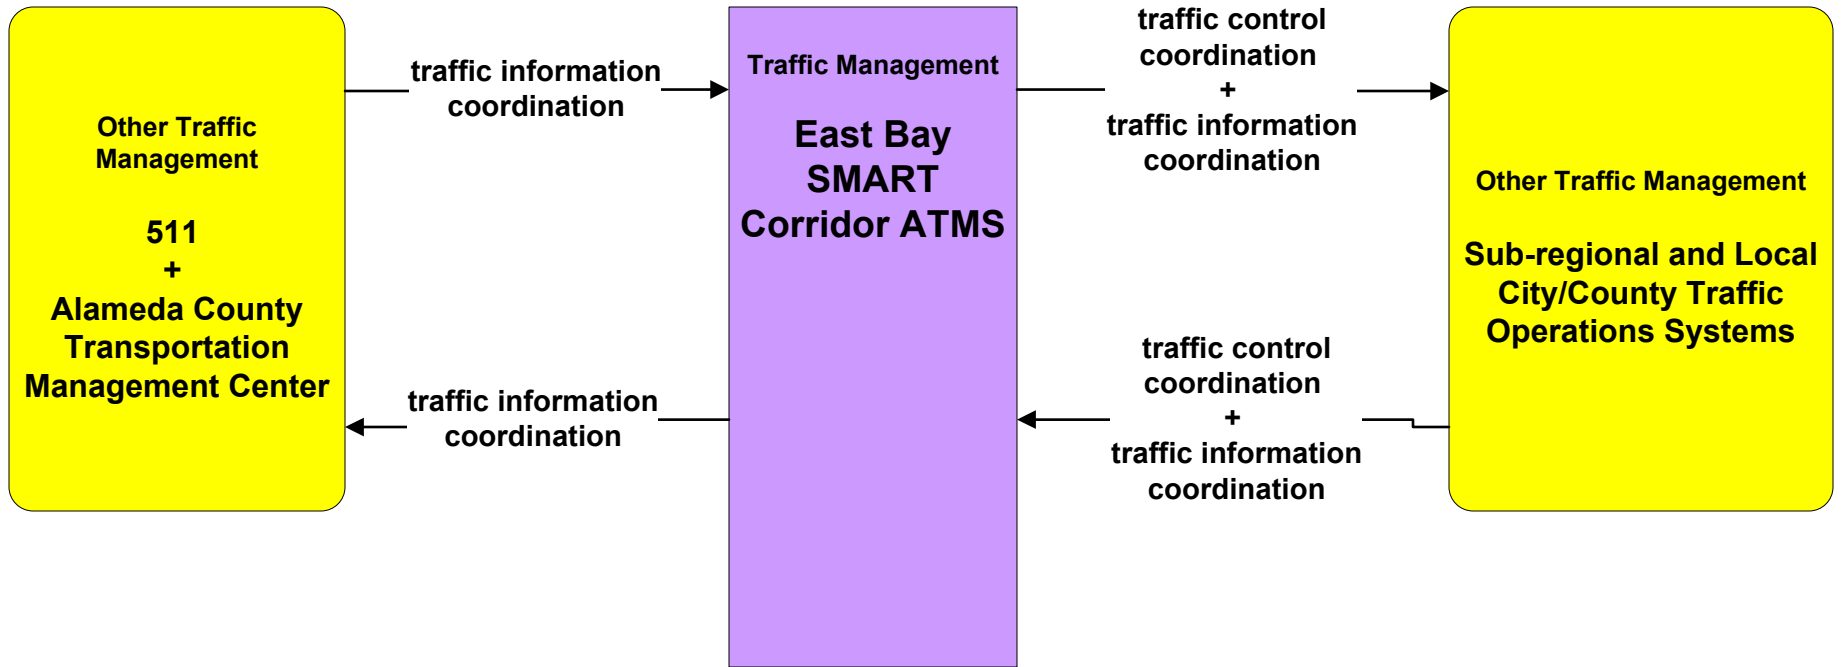 Other Traffic
Management
511
+
Alameda County
Transportation
Management Center
traffic information
coordination
traffic information
coordination
Traffic Management
East Bay
SMART
Corridor ATMS
traffic control
coordination
+
traffic information
coordination
traffic control
coordination
+
traffic information
coordination
Other Traffic Management
Sub-regional and Local
City/County Traffic
Operations Systems